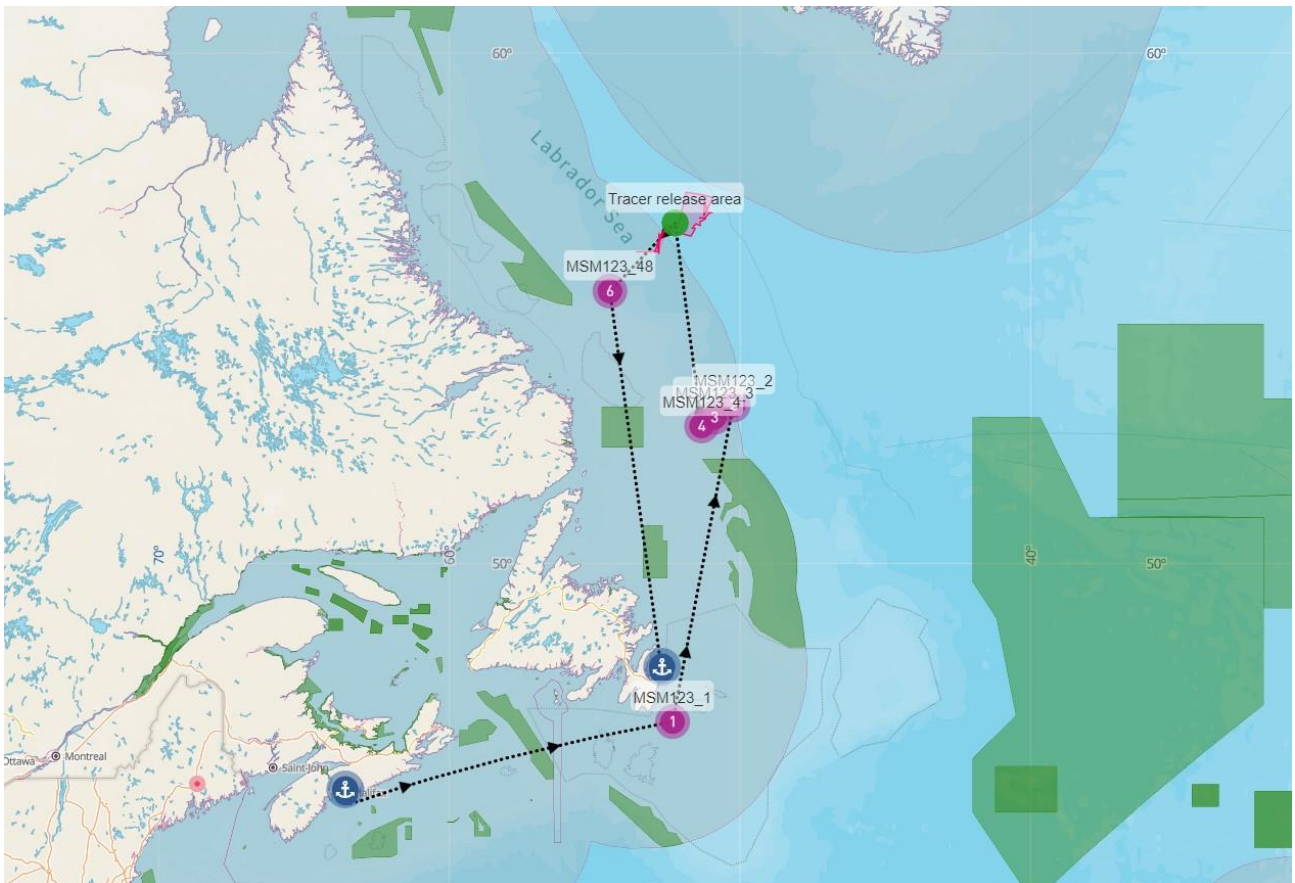 60°
60°
Labrador Sea
Tracer release area
MSM123_48
6
MSM123_2
MSM123_3
MSM123_4
3
4
70°
60°
50°
40°
50°
MSM123_1
1
Ottawa
Montreal
Saint John